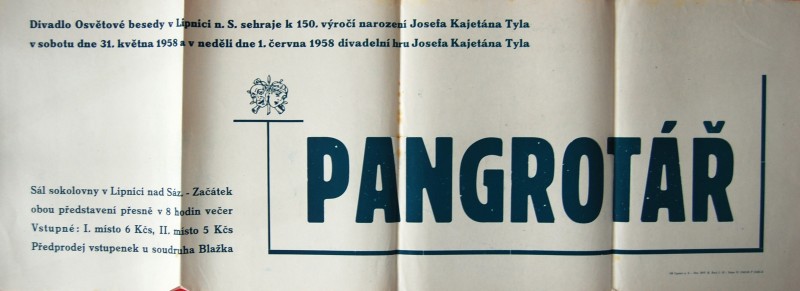 Divadlo Osvětové besedy v Lipnici n. S. sehraje k 150. výročí narození Josefa Kajetána Tyla
v sobotu dne 31. května 1958 a v neděli dne 1. června 1958 divadelní hru Josefa Kajetána Tyla
PANGROTÁŘ
Sál sokolovny v Lipnici nad Sáz. - Začátek
obou představení přesně v 8 hodin večer
Vstupné: I. místo 6 Kčs, II. místo 5 Kčs
Předprodej vstupenek u soudruha Blažka